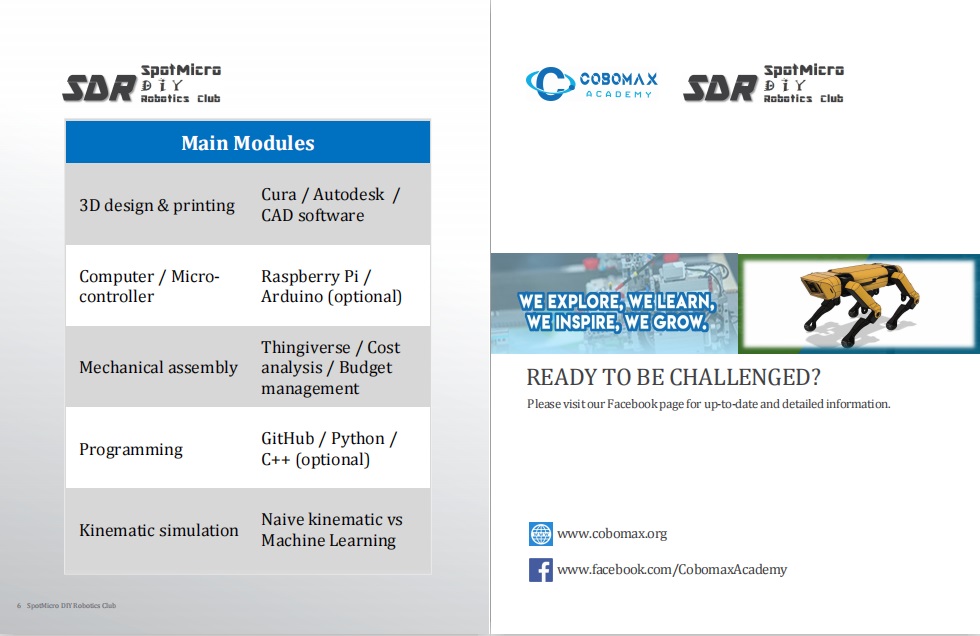 SDR SpotMicro
DiY
Robotics Club
Main Modules
3D design & printing
Cura / Autodesk /
CAD software
Computer / Micro-
controller
Raspberry Pi /
Arduino (optional)
Mechanical assembly
Thingiverse / Cost
analysis / Budget
management
Programming
GitHub / Python /
C++ (optional)
Kinematic simulation
Naive kinematic vs
Machine Learning
6 SpotMicro DIY Robotics Club
COBOMAX
ACADEMY
SDR SpotMicro
DiY
Robotics Club
WE EXPLORE, WE LEARN,
WE INSPIRE, WE GROW.
READY TO BE CHALLENGED?
Please visit our Facebook page for up-to-date and detailed information.
www.cobomax.org
www.facebook.com/CobomaxAcademy